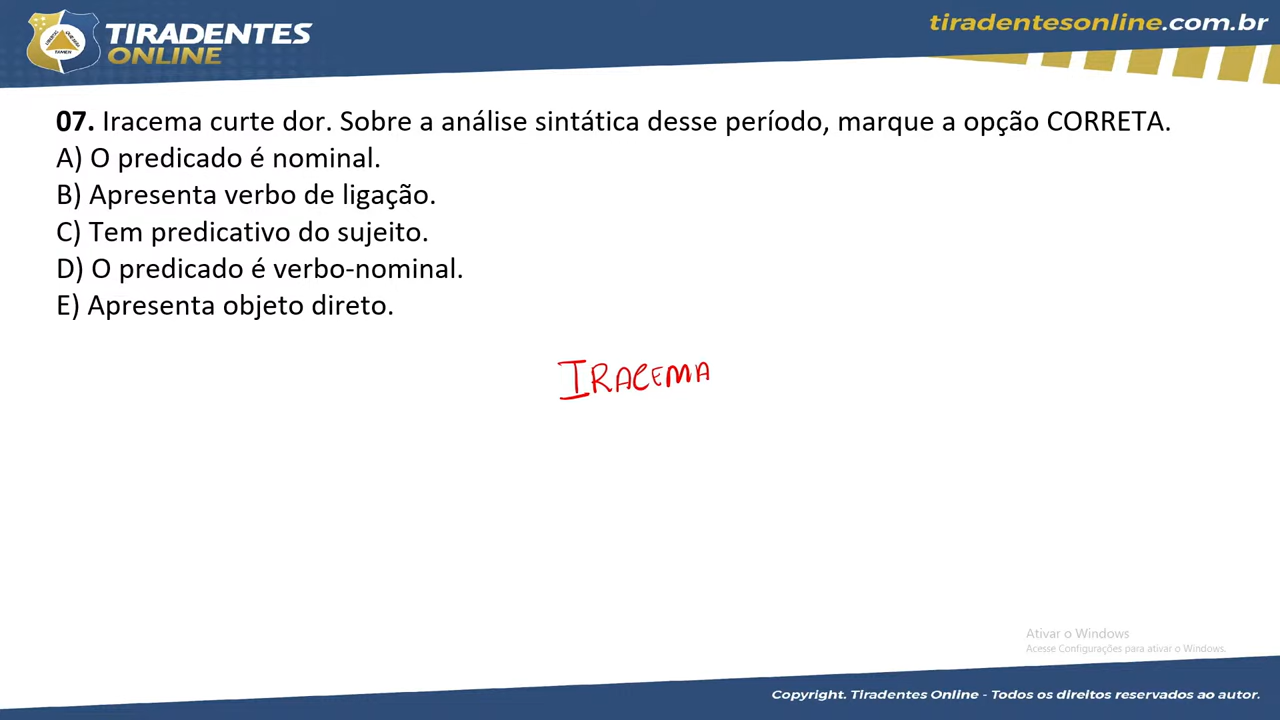 TIRADENTES
ONLINE
tiradentesonline.com.br
07. Iracema curte dor. Sobre a análise sintática desse período, marque a opção CORRETA.
A) O predicado é nominal.
B) Apresenta verbo de ligação.
C) Tem predicativo do sujeito.
D) O predicado é verbo-nominal.
E) Apresenta objeto direto.
IRACEMA
Ativar o Windows
Acesse Configurações para ativar o Windows.
Copyright. Tiradentes Online - Todos os direitos reservados ao autor.